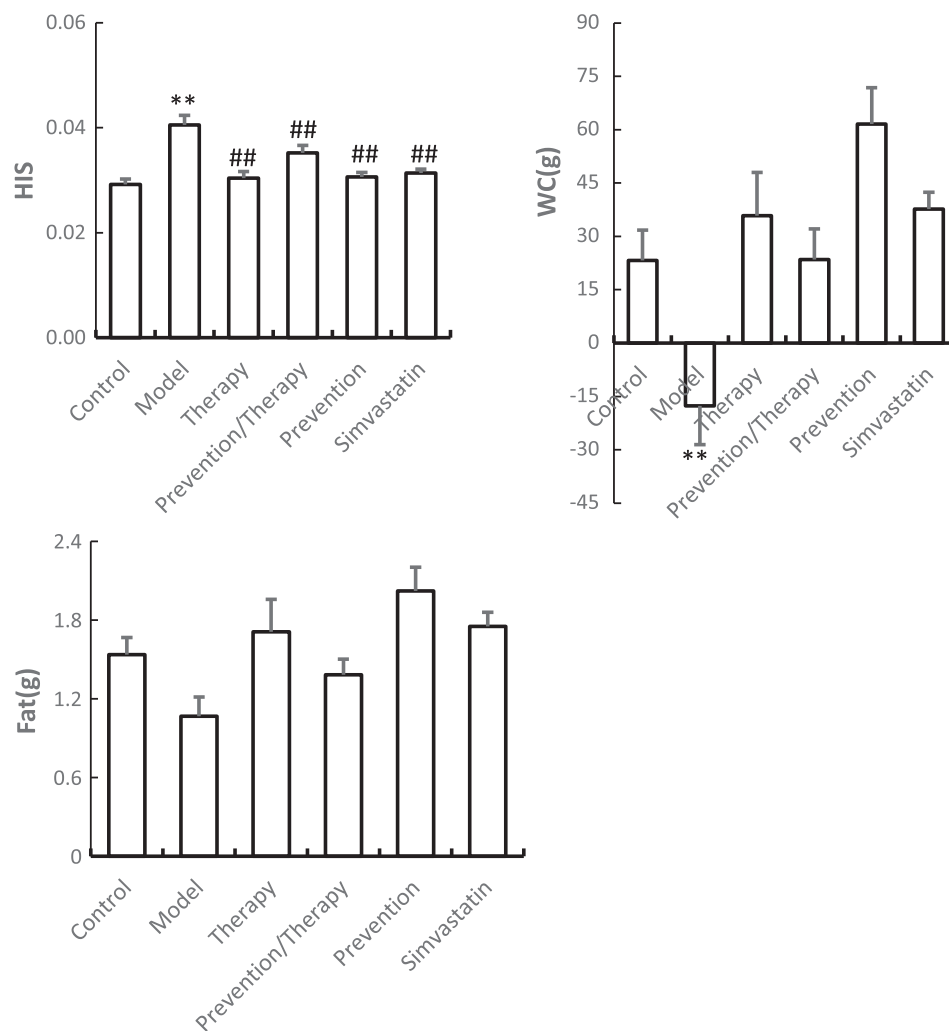 HIS
0.06
0.04
0.02
0.00
**
##
##
##
##
Control
Model
Therapy
Prevention/Therapy
Prevention
Simvastatin
WC(g)
90
75
60
45
30
15
0
-15
-30
-45
**
Control
Model
Therapy
Prevention/Therapy
Prevention
Simvastatin
Fat(g)
2.4
1.8
1.2
0.6
0
Control
Model
Therapy
Prevention/Therapy
Prevention
Simvastatin